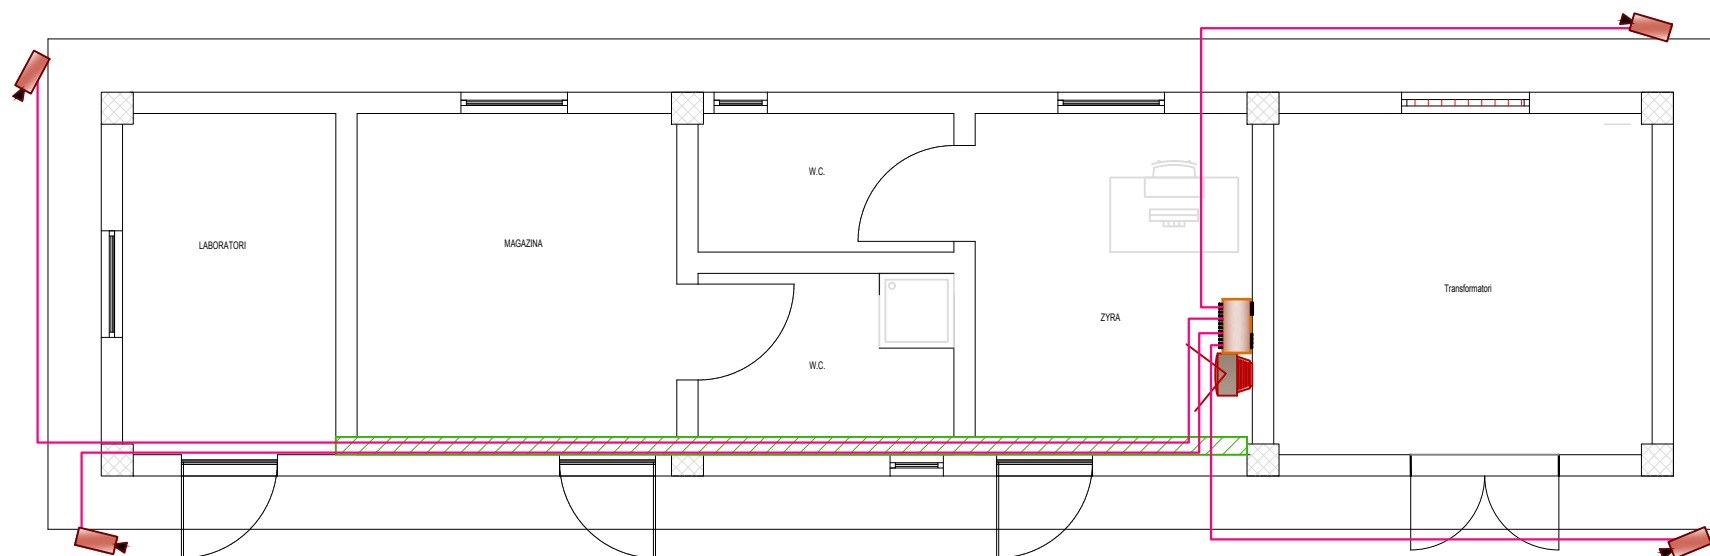 W.C.
LABORATORI
MAGAZINA
Transformatori
ZYRA
W.C.